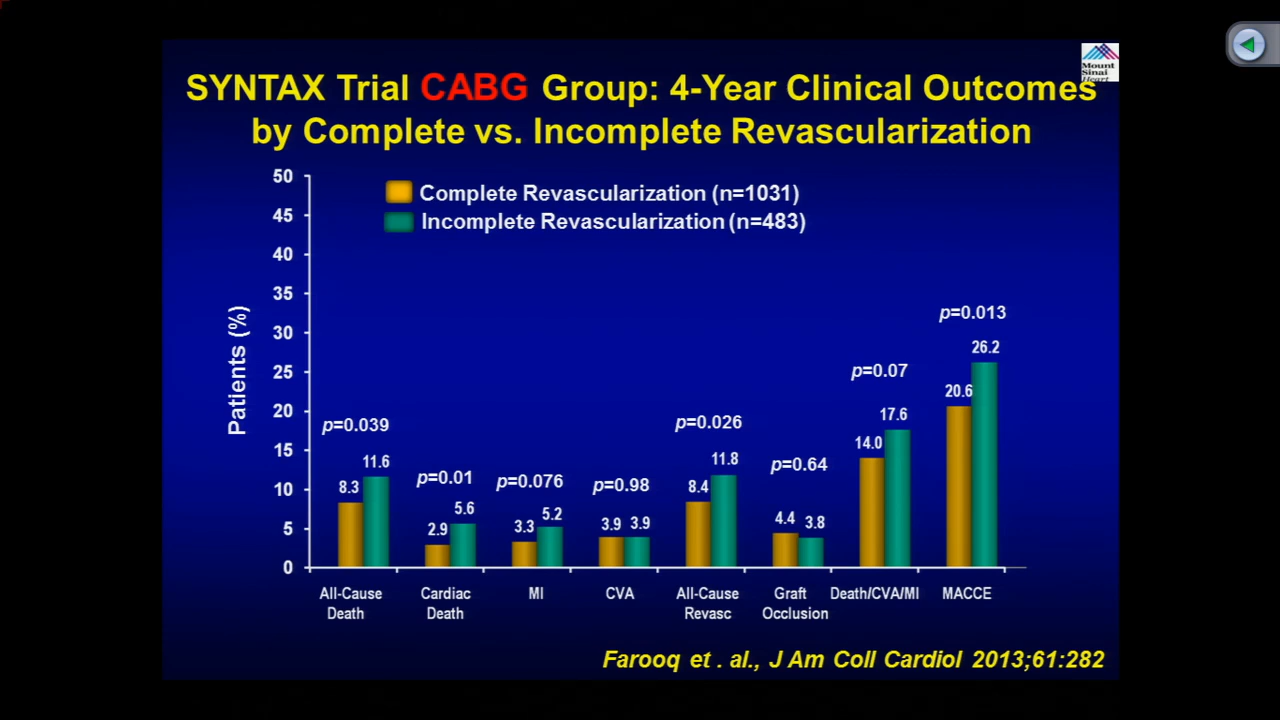 SYNTAX Trial CABG Group: 4-Year Clinical Outcomes
by Complete vs. Incomplete Revascularization
Mount
Sinai
Heart
Complete Revascularization (n=1031)
Incomplete Revascularization (n=483)
Patients (%)
50
45
40
35
30
25
20
15
10
5
0
p=0.039
8.3 11.6
p=0.01
2.9 5.6
p=0.076
3.3 5.2
p=0.98
3.9 3.9
p=0.026
8.4 11.8
p=0.64
4.4 3.8
p=0.07
14.0 17.6
p=0.013
20.6 26.2
All-Cause Death
Cardiac Death
MI
CVA
All-Cause Revasc
Graft Occlusion
Death/CVA/MI
MACCE
Farooq et . al., J Am Coll Cardiol 2013;61:282